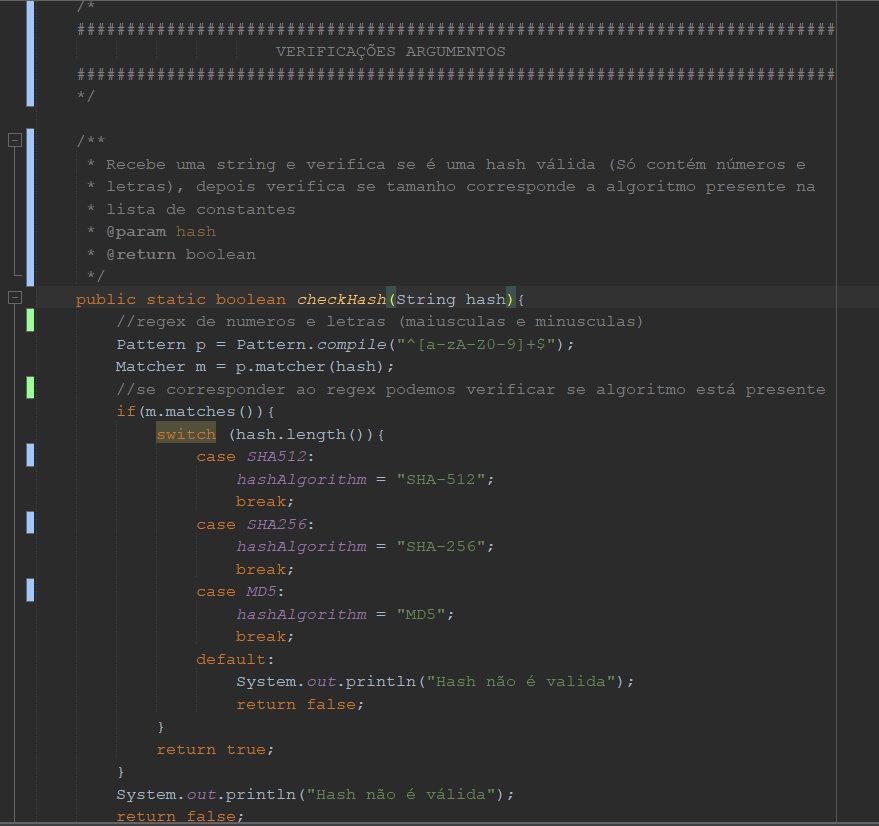 /*
############################################################################
VERIFICAÇÕES ARGUMENTOS
############################################################################
*/
/**
* Recebe uma string e verifica se é uma hash válida (Só contém números e
* letras), depois verifica se tamanho corresponde a algoritmo presente na
* lista de constantes
* @param hash
* @return boolean
*/
public static boolean checkHash(String hash){
//regex de numeros e letras (maiusculas e minusculas)
Pattern p = Pattern.compile("^[a-zA-Z0-9]+$");
Matcher m = p.matcher(hash);
//se corresponder ao regex podemos verificar se algoritmo está presente
if(m.matches()){
switch (hash.length()){
case SHA512:
hashAlgorithm = "SHA-512";
break;
case SHA256:
hashAlgorithm = "SHA-256";
break;
case MD5:
hashAlgorithm = "MD5";
break;
default:
System.out.println("Hash não é valida");
return false;
}
return true;
}
System.out.println("Hash não é válida");
return false;